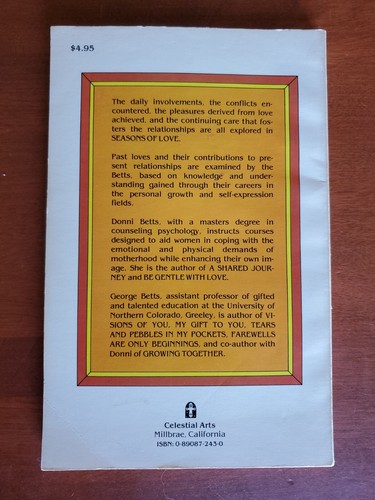 $4.95
The daily involvements, the conflicts en-
countered, the pleasures derived from love
achieved, and the continuing care that fos-
ters the relationships are all explored in
SEASONS OF LOVE.
Past loves and their contributions to pre-
sent relationships are examined by the
Betts, based on knowledge and under-
standing gained through their careers in
the personal growth and self-expression
fields.
Donni Betts, with a masters degree in
counseling psychology, instructs courses
designed to aid women in coping with the
emotional and physical demands of
motherhood while enhancing their own im-
age. She is the author of A SHARED JOUR-
NEY and BE GENTLE WITH LOVE.
George Betts, assistant professor of gifted
and talented education at the University of
Northern Colorado, Greeley, is author of VI-
SIONS OF YOU, MY GIFT TO YOU, TEARS
AND PEBBLES IN MY POCKETS, FAREWELLS
ARE ONLY BEGINNINGS, and co-author with
Donni of GROWING TOGETHER.
Celestial Arts
Millbrae, California
ISBN: 0-89087-243-0